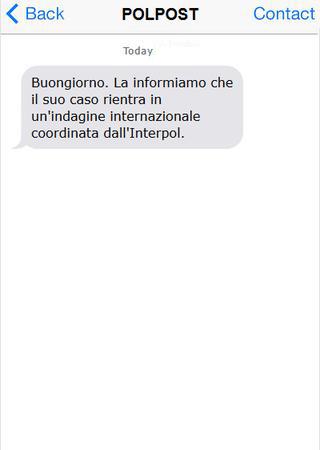 Back POLPOST Contact
Today
Buongiorno. La informiamo che
il suo caso rientra in
un'indagine internazionale
coordinata dall'Interpol.